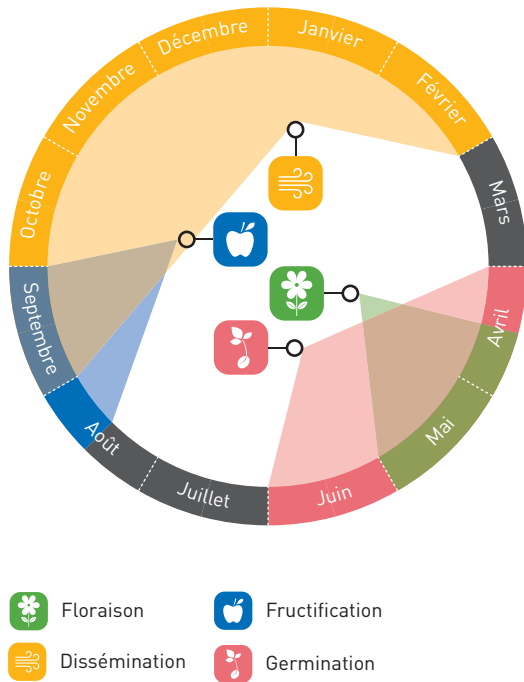 Janvier
Février
Mars
Avril
Mai
Juin
Juillet
Août
Septembre
Octobre
Novembre
Décembre
Floraison
Fructification
Dissémination
Germination